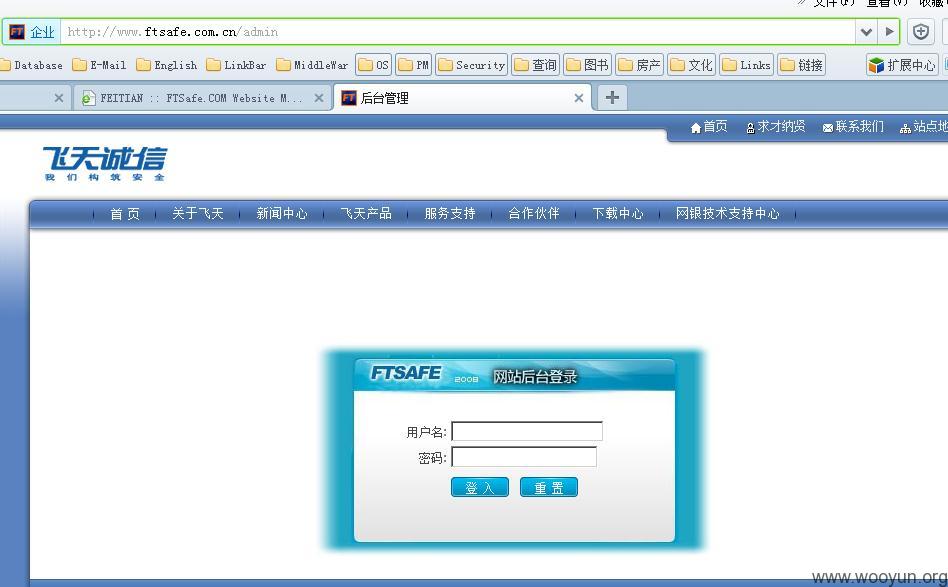 文件(F) 查看(V) 收藏
FT 企业 http://www.ftsafe.com.cn/admin
Database E-Mail English LinkBar MiddleWar OS PM Security 查询 图书 房产 文化 Links 链接 扩展中心
FEITIAN :: FTSafe.COM Website M... FT 后台管理
首页 求才纳贤 联系我们 站点地
飞天诚信
我们构筑安全
首 页 关于飞天 新闻中心 飞天产品 服务支持 合作伙伴 下载中心 网银技术支持中心
FTSAFE 2008 网站后台登录
用户名:
密码:
登 入 重 置
www.wooyun.org